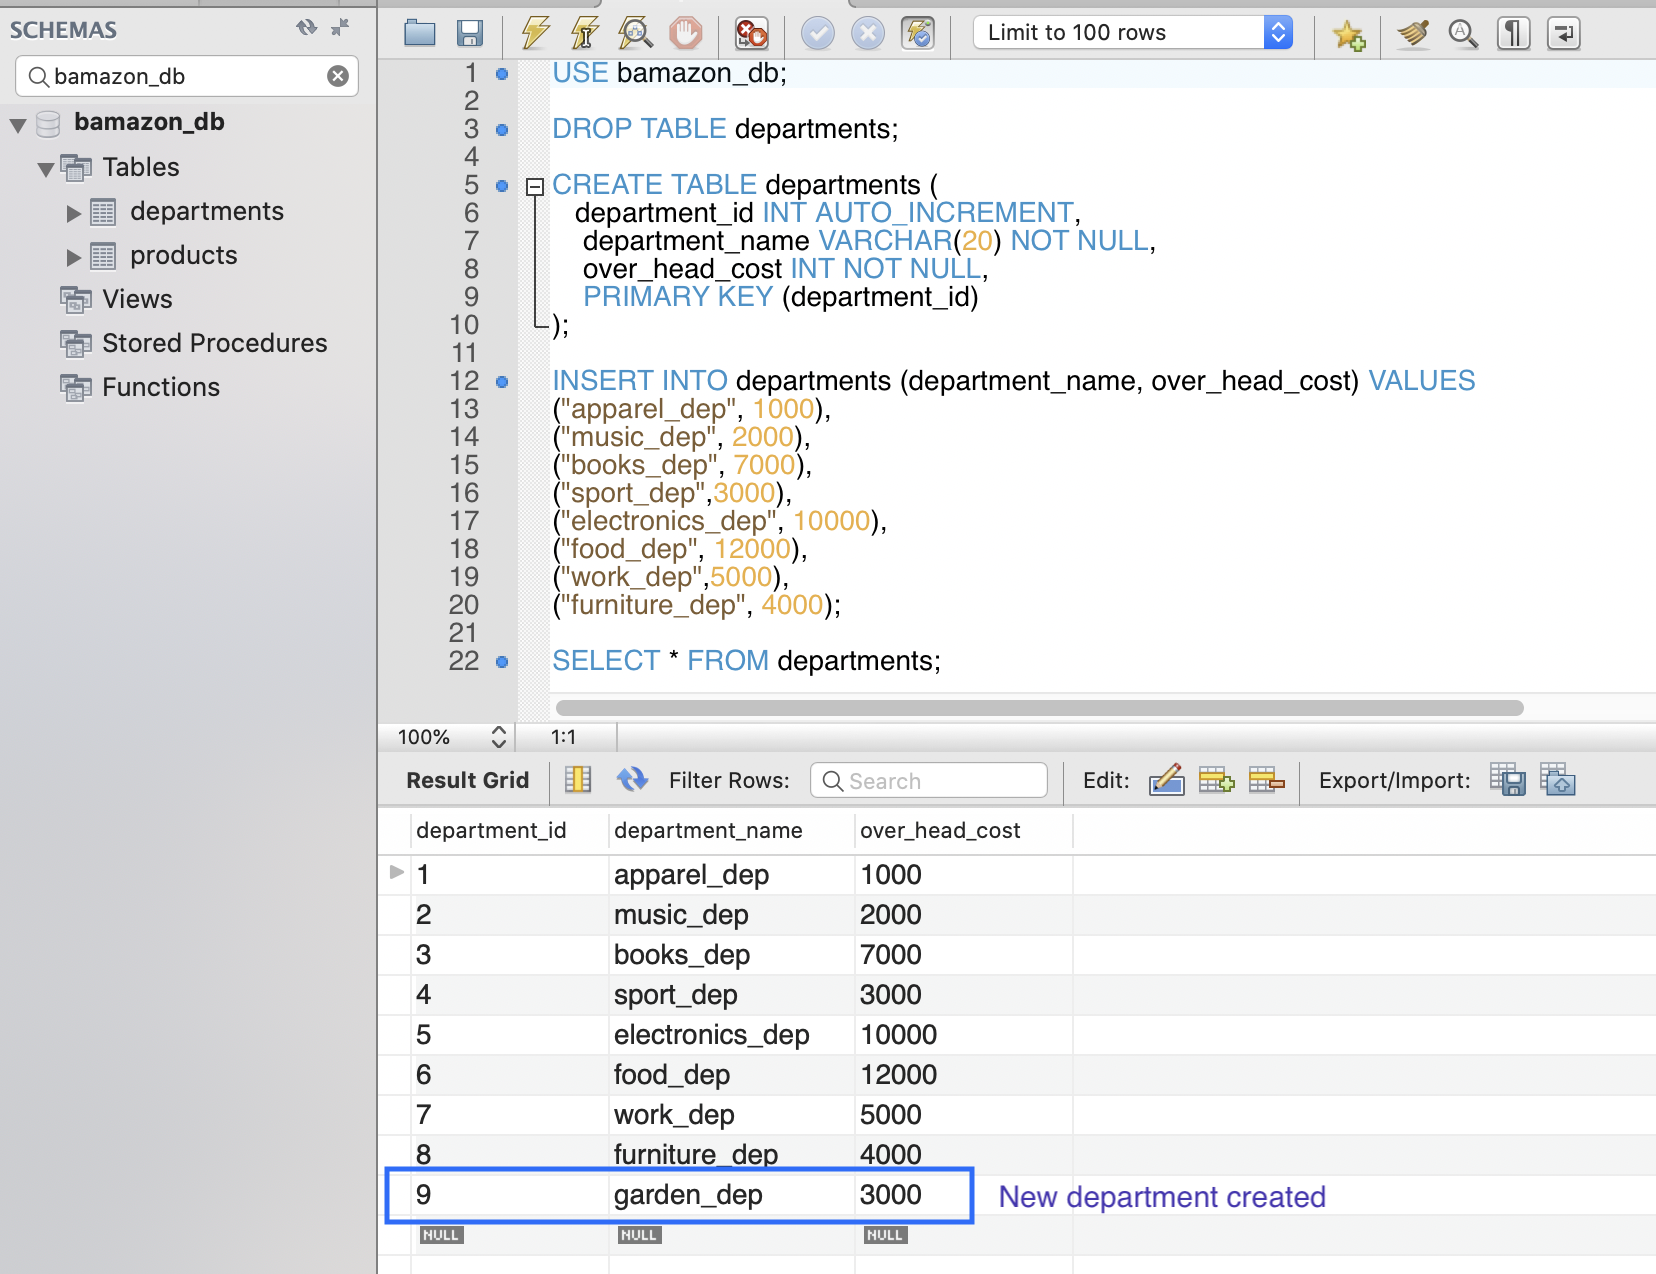 SCHEMAS
bamazon_db
bamazon_db
Tables
departments
products
Views
Stored Procedures
Functions
Limit to 100 rows
1 USE bamazon_db;
2
3 DROP TABLE departments;
4
5 CREATE TABLE departments (
6 department_id INT AUTO_INCREMENT,
7 department_name VARCHAR(20) NOT NULL,
8 over_head_cost INT NOT NULL,
9 PRIMARY KEY (department_id)
10 );
11
12 INSERT INTO departments (department_name, over_head_cost) VALUES
13 ("apparel_dep", 1000),
14 ("music_dep", 2000),
15 ("books_dep", 7000),
16 ("sport_dep",3000),
17 ("electronics_dep", 10000),
18 ("food_dep", 12000),
19 ("work_dep",5000),
20 ("furniture_dep", 4000);
21
22 SELECT * FROM departments;
100% 1:1
Result Grid Filter Rows: Search Edit: Export/Import:
department_id department_name over_head_cost
1 apparel_dep 1000
2 music_dep 2000
3 books_dep 7000
4 sport_dep 3000
5 electronics_dep 10000
6 food_dep 12000
7 work_dep 5000
8 furniture_dep 4000
9 garden_dep 3000 New department created
NULL NULL NULL